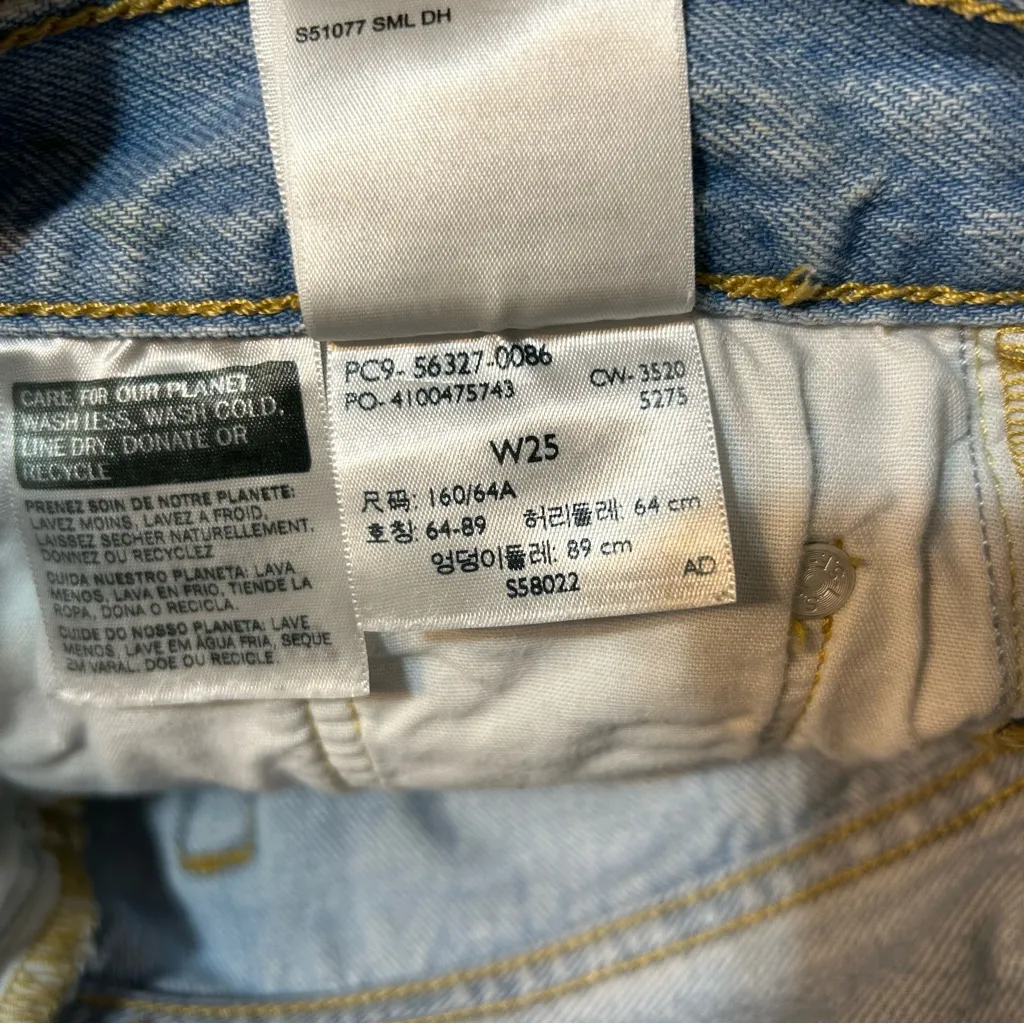 S51077 SML DH
CARE FOR OUR PLANET:
WASH LESS, WASH COLD,
LINE DRY, DONATE OR
RECYCLE
PRENEZ SOIN DE NOTRE PLANETE:
LAVEZ MOINS, LAVEZ A FROID,
LAISSEZ SECHER NATURELLEMENT.
DONNEZ OU RECYCLEZ
CUIDA NUESTRO PLANETA: LAVA
MENOS, LAVA EN FRIO, TIENDE LA
ROPA, DONA O RECICLA.
CUIDE DO NOSSO PLANETA: LAVE
MENOS, LAVE EM ÁGUA FRIA, SEQUE
EM VARAL, DOE OU RECICLE
PC9- 56327-0086
PO- 4100475743
CW- 3520
5275
W25
尺码: 160/64A
호칭: 64-89 허리둘레: 64 cm
엉덩이둘레: 89 cm
S58022
AD